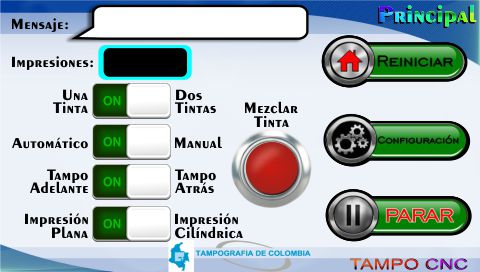 Principal
Mensaje:
Impresiones:
REINICIAR
Una Tinta ON Dos Tintas
Mezclar Tinta
Automático ON Manual
Configuración
Tampo Adelante ON Tampo Atrás
Impresión Plana ON Impresión Cilíndrica
PARAR
TAMPOGRAFIA DE COLOMBIA
TAMPO CNC